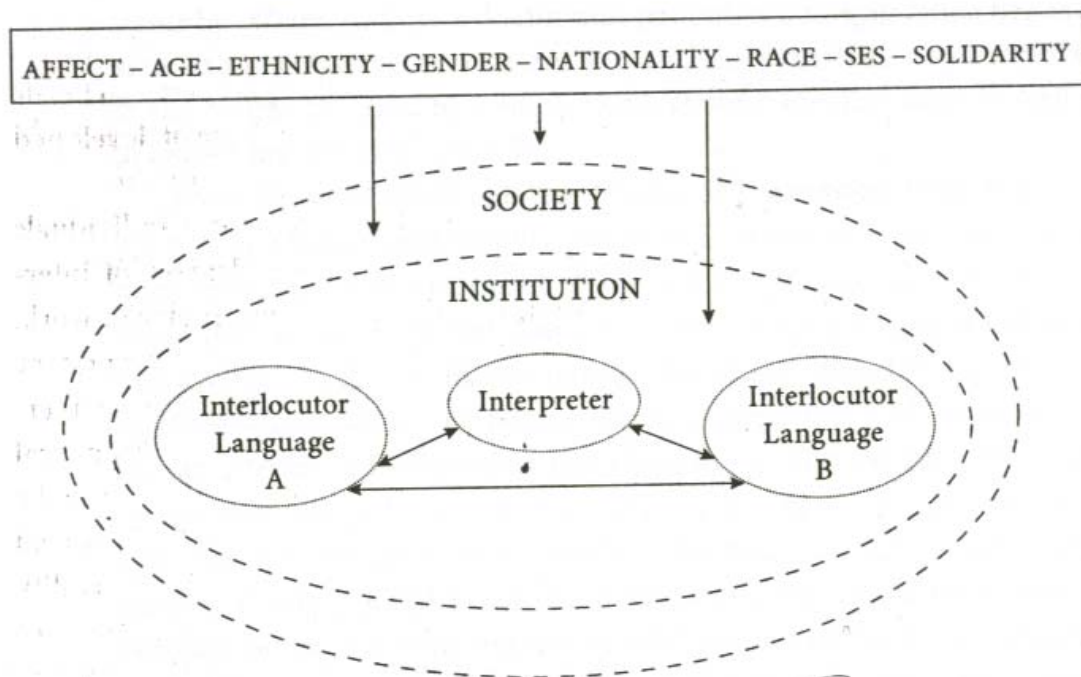 AFFECT – AGE – ETHNICITY – GENDER – NATIONALITY – RACE – SES – SOLIDARITY
SOCIETY
INSTITUTION
Interlocutor
Language
A
Interpreter
Interlocutor
Language
B